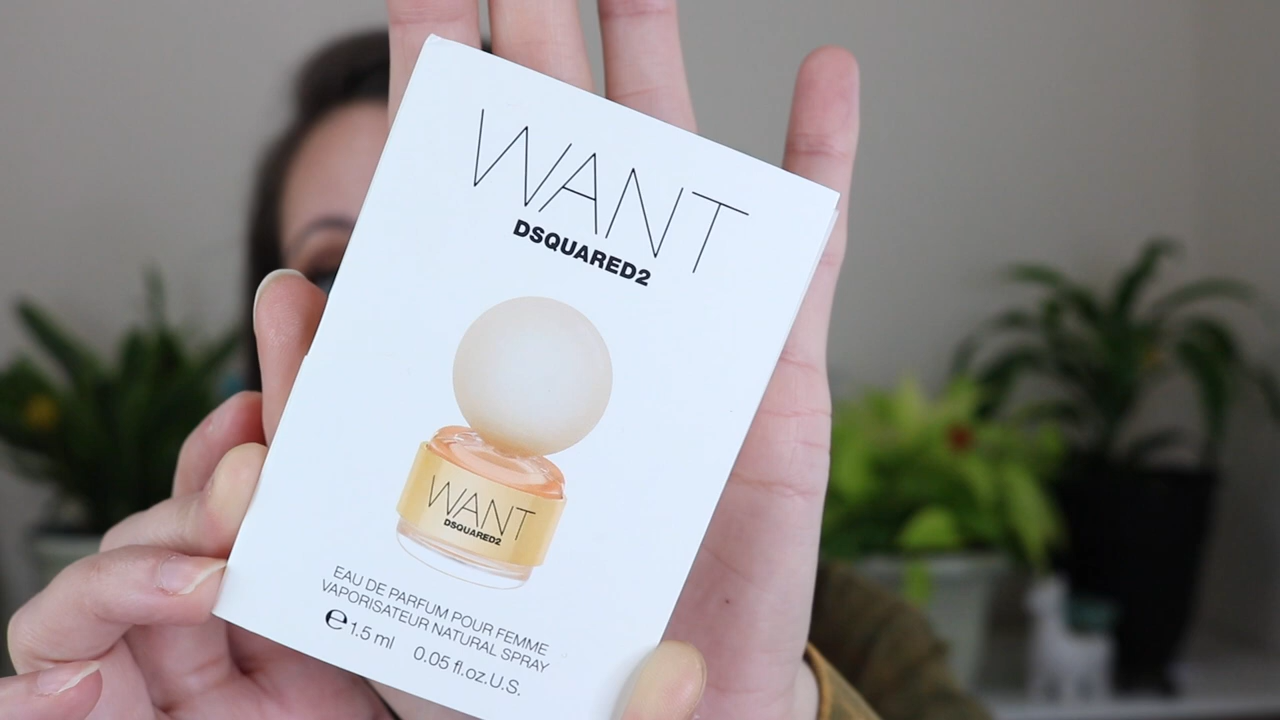 WANT
DSQUARED2
WANT
DSQUARED2
EAU DE PARFUM POUR FEMME
VAPORISATEUR NATURAL SPRAY
℮ 1.5 ml 0.05 fl.oz.U.S.